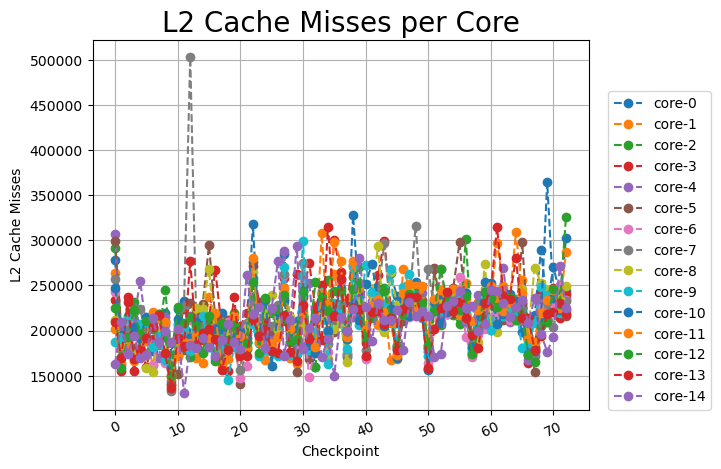 L2 Cache Misses per Core
500000
450000
400000
350000
300000
250000
200000
150000
L2 Cache Misses
0
10
20
30
40
50
60
70
Checkpoint
core-0
core-1
core-2
core-3
core-4
core-5
core-6
core-7
core-8
core-9
core-10
core-11
core-12
core-13
core-14